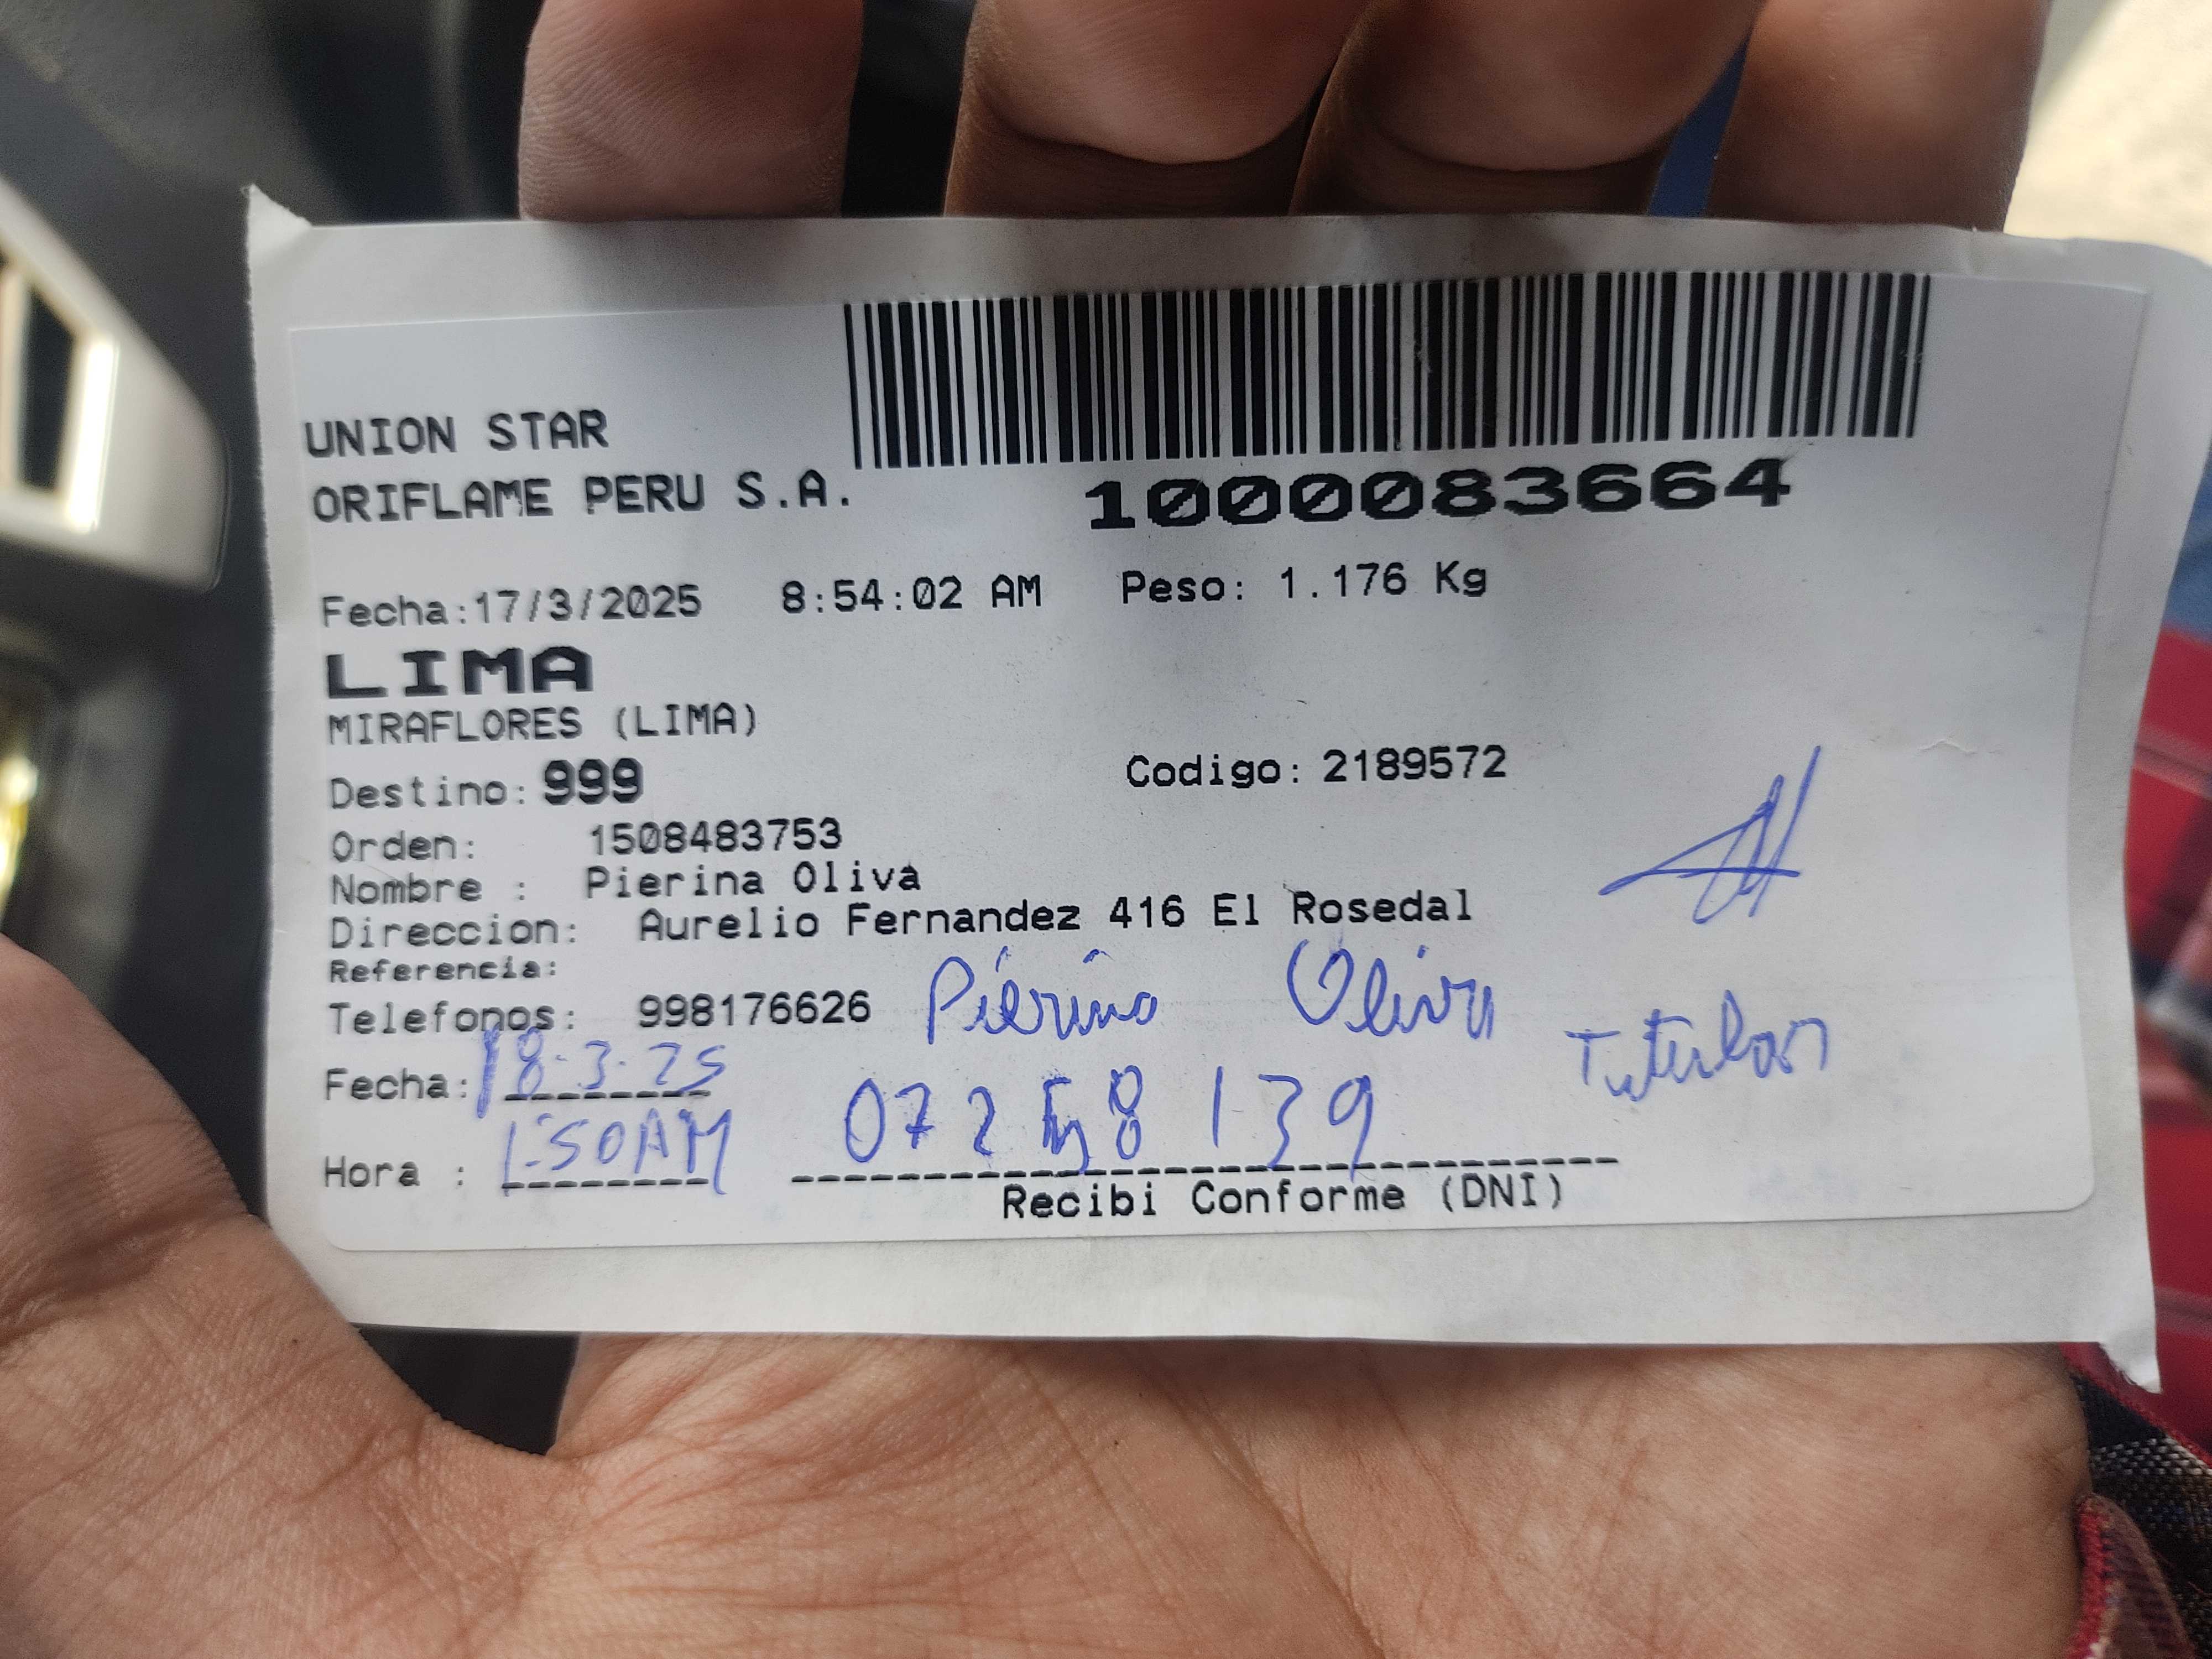 UNION STAR
ORIFLAME PERU S.A.
1000083664
Fecha:17/3/2025 8:54:02 AM Peso: 1.176 Kg
LIMA
MIRAFLORES (LIMA)
Destino: 999 Codigo: 2189572
Orden: 1508483753
Nombre : Pierina Oliva
Direccion: Aurelio Fernandez 416 El Rosedal
Referencia:
Telefonos: 998176626 Pierina Oliva
Titular
Fecha: 18-3-25
07258139
Hora : 1:50AM
Recibi Conforme (DNI)